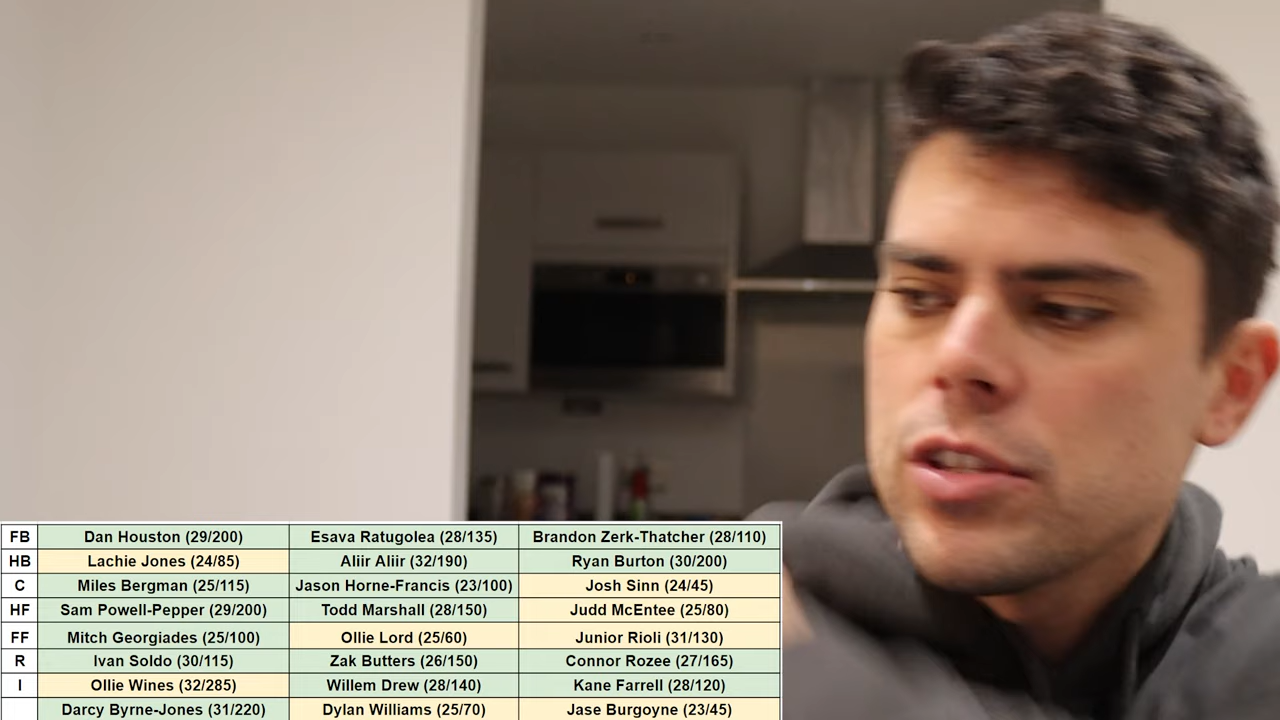 FB Dan Houston (29/200) Esava Ratugolea (28/135) Brandon Zerk-Thatcher (28/110)
HB Lachie Jones (24/85) Aliir Aliir (32/190) Ryan Burton (30/200)
C Miles Bergman (25/115) Jason Horne-Francis (23/100) Josh Sinn (24/45)
HF Sam Powell-Pepper (29/200) Todd Marshall (28/150) Judd McEntee (25/80)
FF Mitch Georgiades (25/100) Ollie Lord (25/60) Junior Rioli (31/130)
R Ivan Soldo (30/115) Zak Butters (26/150) Connor Rozee (27/165)
I Ollie Wines (32/285) Willem Drew (28/140) Kane Farrell (28/120)
Darcy Byrne-Jones (31/220) Dylan Williams (25/70) Jase Burgoyne (23/45)